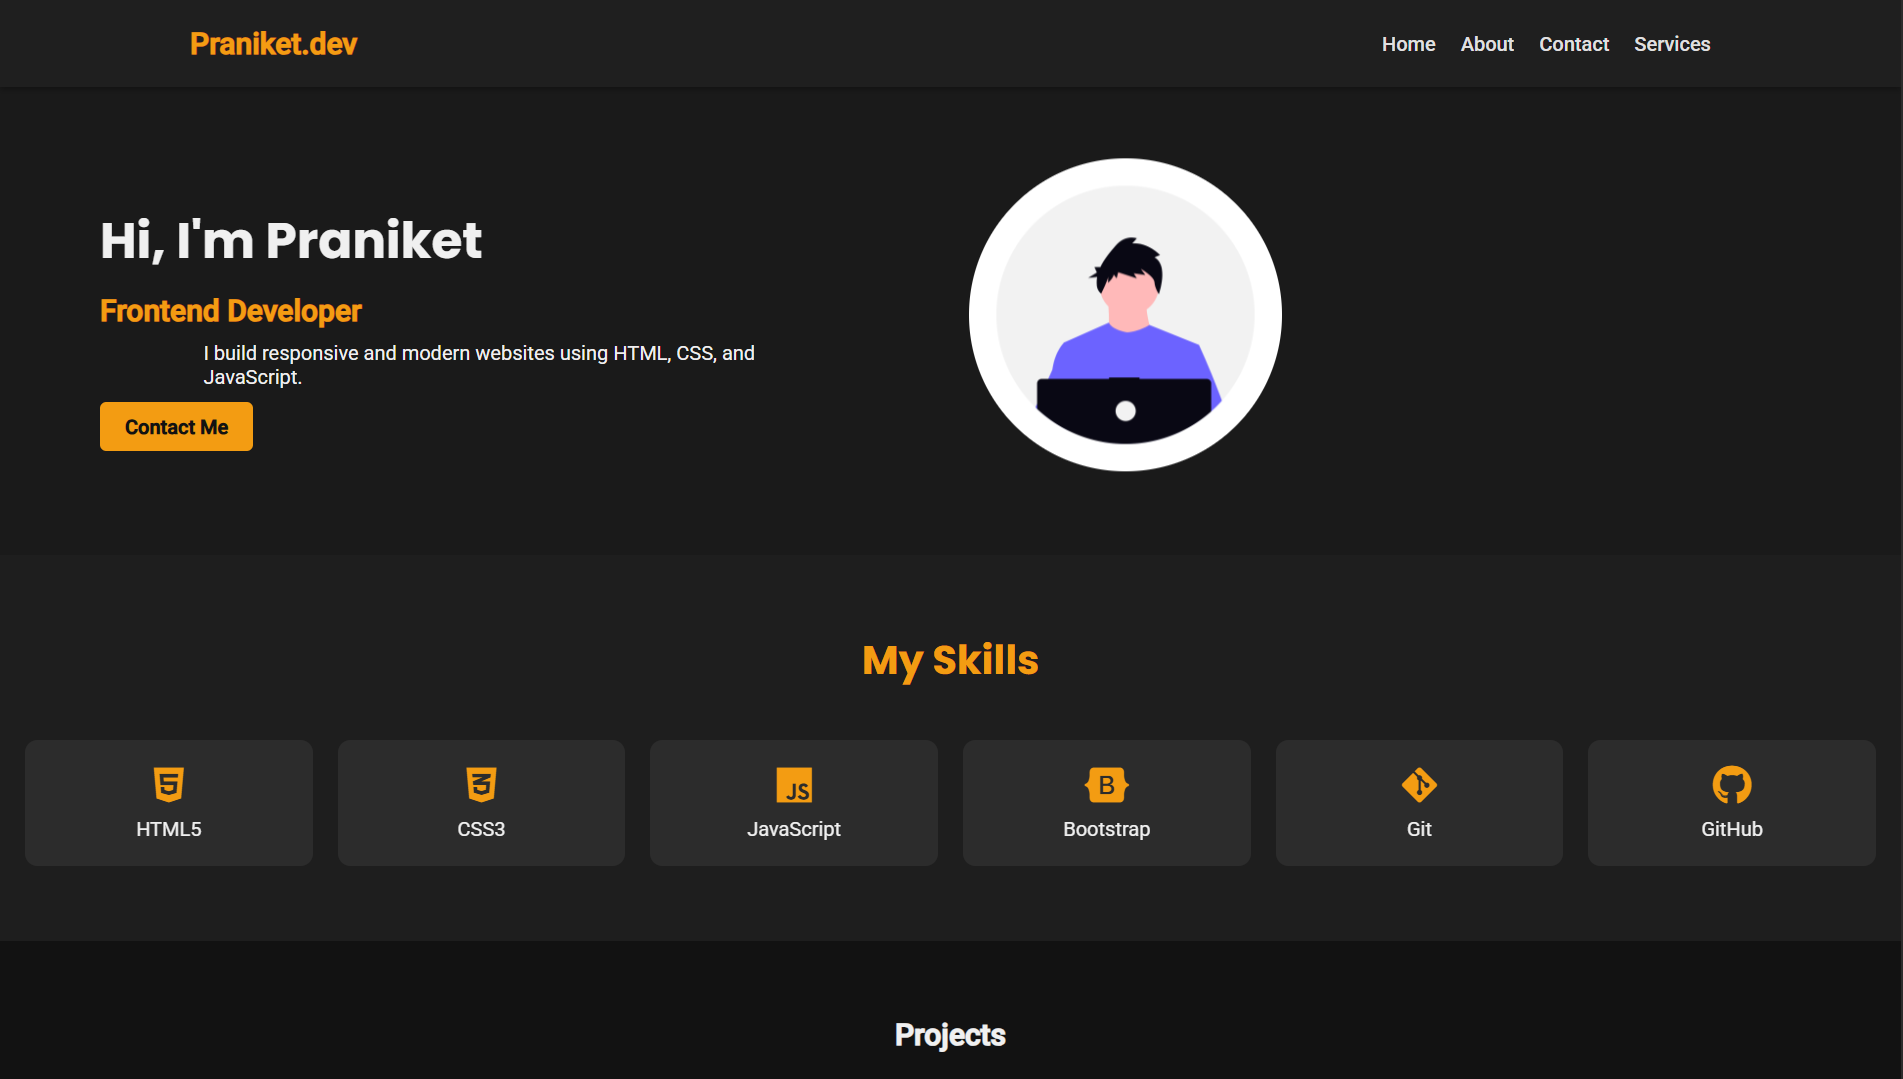 Praniket.dev
Home About Contact Services
Hi, I'm Praniket
Frontend Developer
I build responsive and modern websites using HTML, CSS, and
JavaScript.
Contact Me
My Skills
HTML5
CSS3
JS
JavaScript
B
Bootstrap
Git
GitHub
Projects